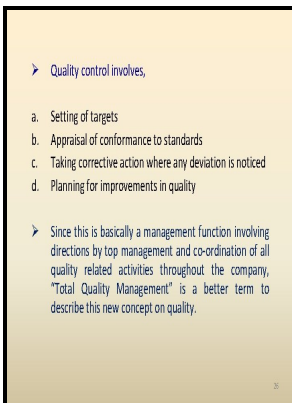 ➢ Quality control involves,
a. Setting of targets
b. Appraisal of conformance to standards
c. Taking corrective action where any deviation is noticed
d. Planning for improvements in quality
➢ Since this is basically a management function involving
directions by top management and co-ordination of all
quality related activities throughout the company,
“Total Quality Management” is a better term to
describe this new concept on quality.
26